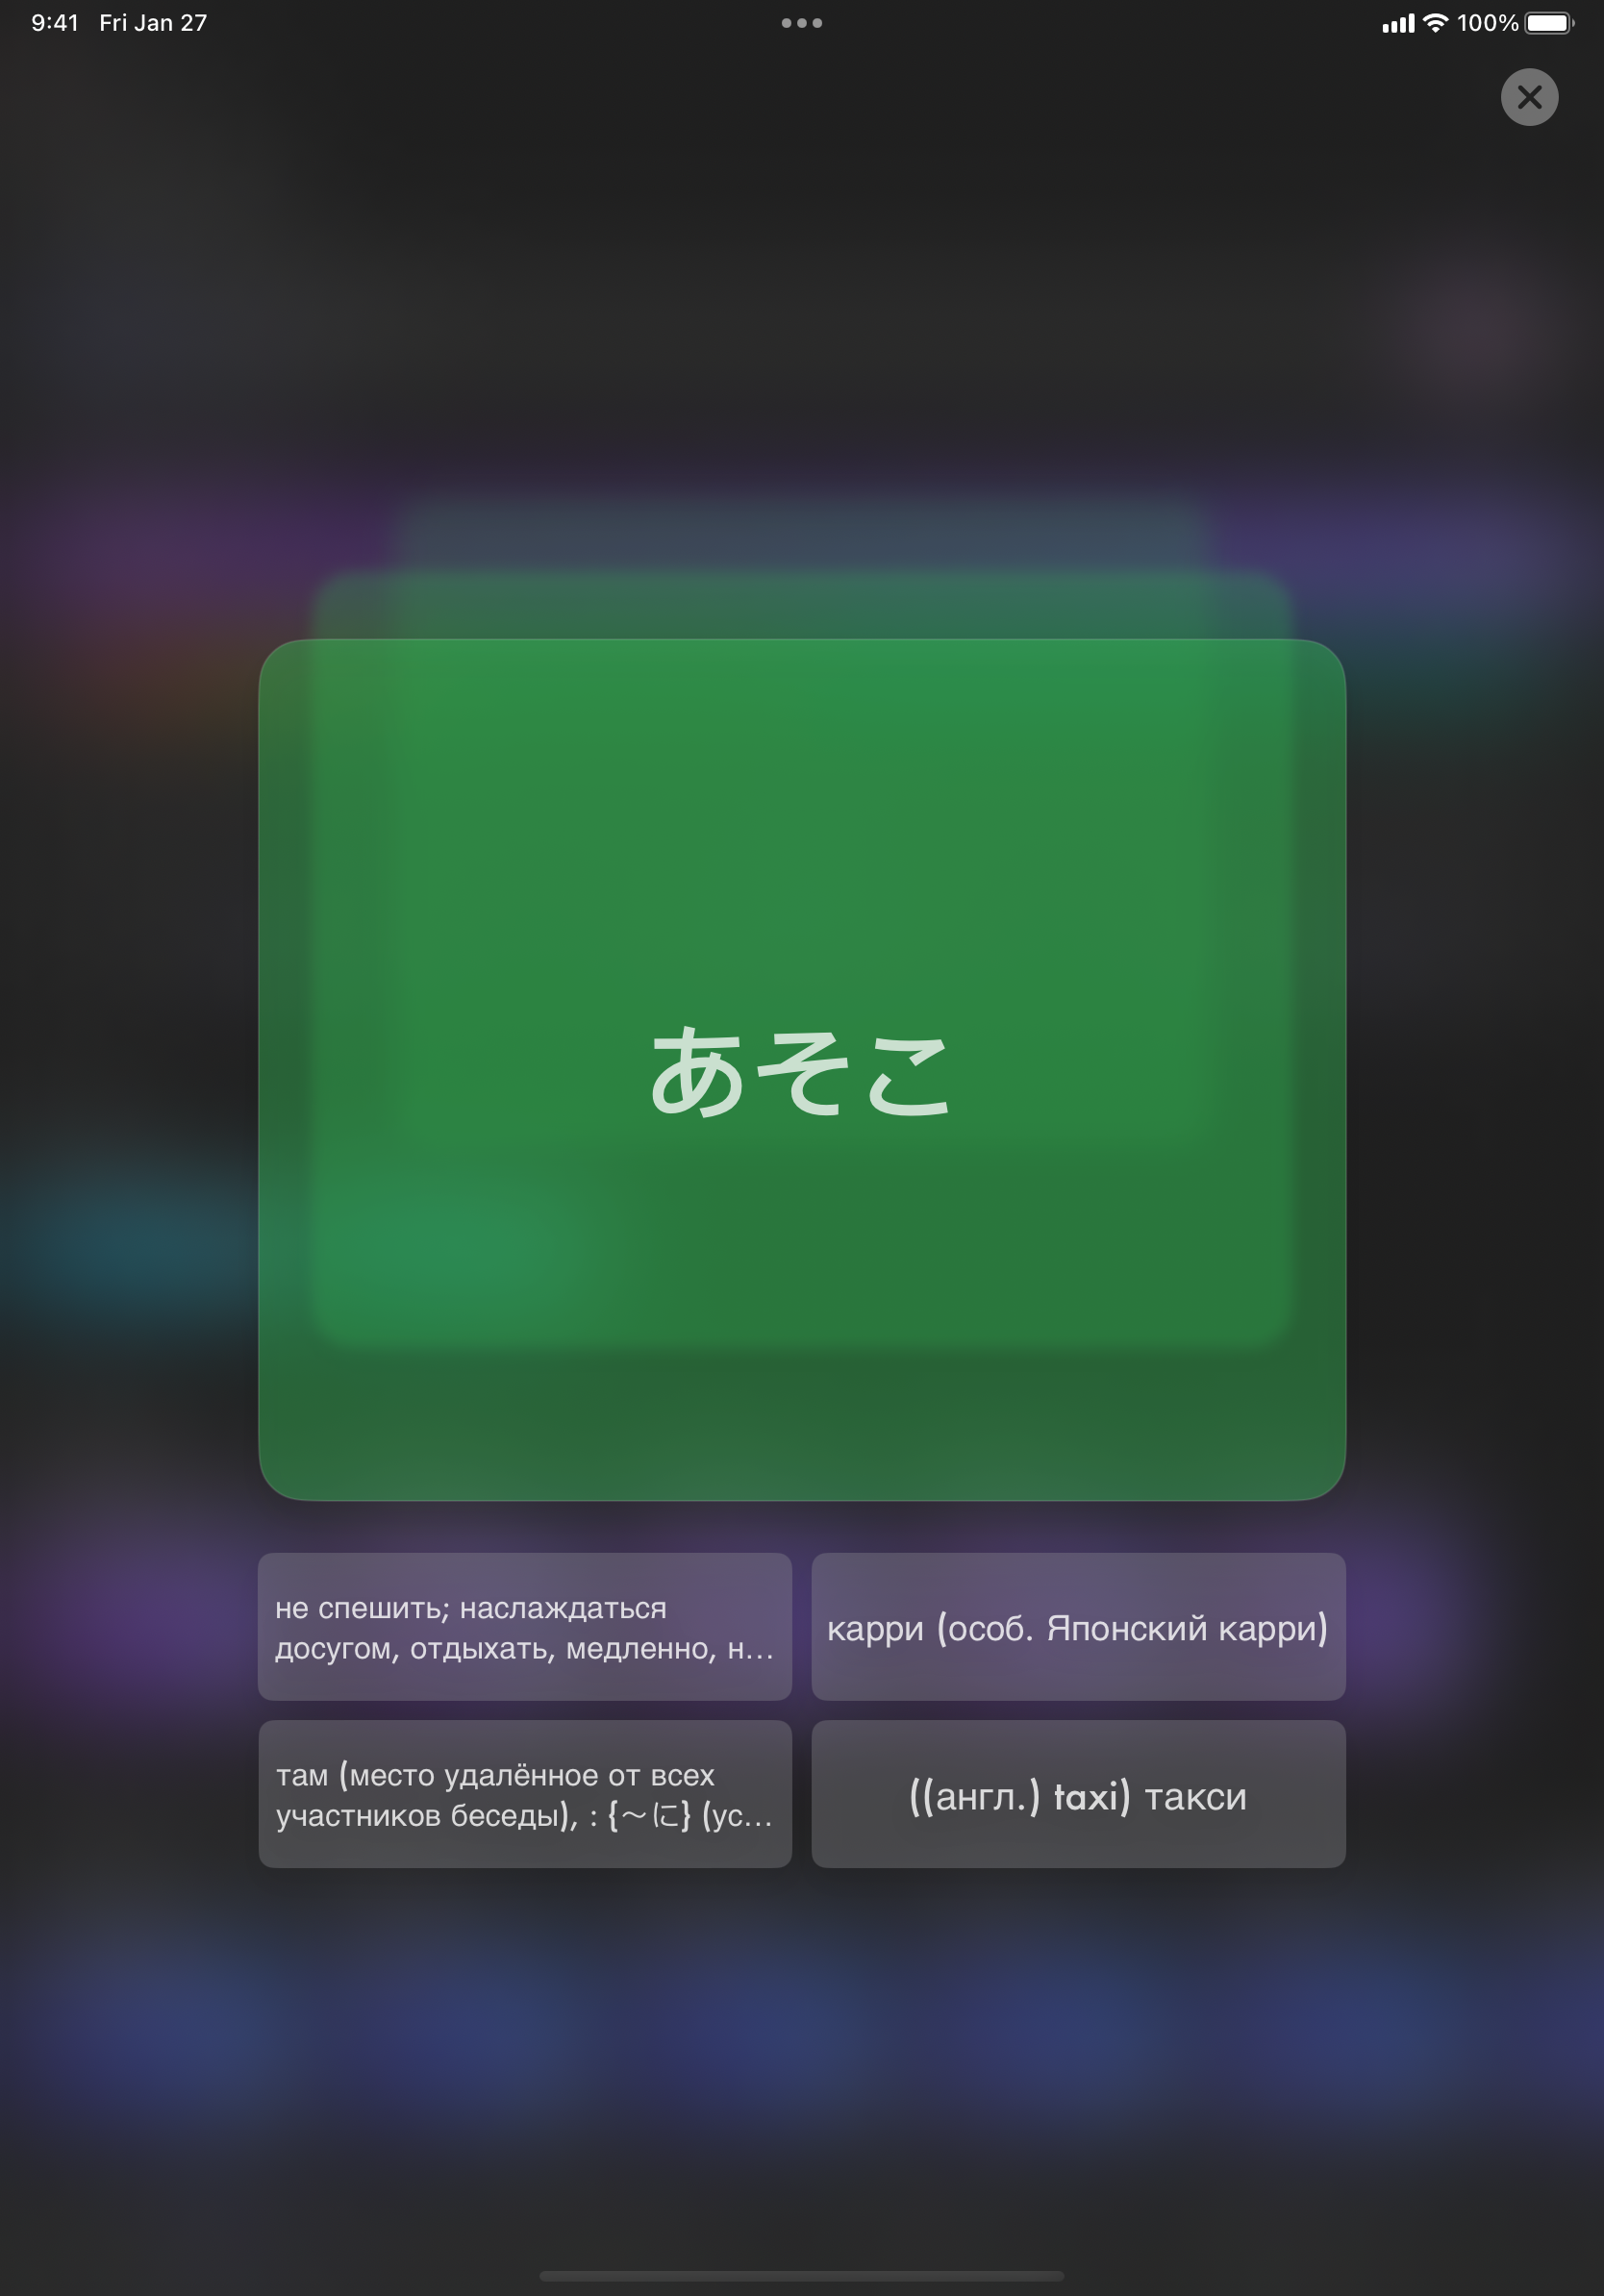 9:41 Fri Jan 27
100%
あそこ
не спешить; наслаждаться
досугом, отдыхать, медленно, н...
карри (особ. Японский карри)
там (место удалённое от всех
участников беседы), : {～に} (ус...
((англ.) taxi) такси